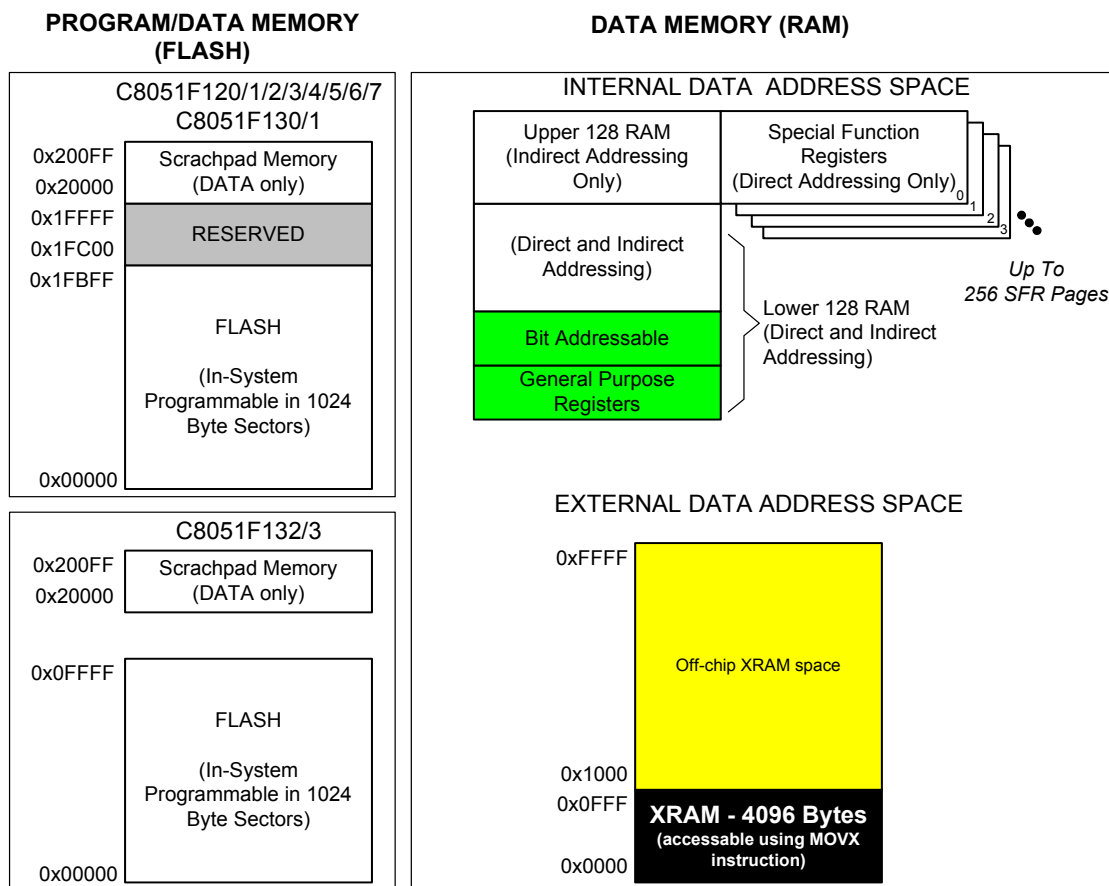 PROGRAM/DATA MEMORY
(FLASH)
C8051F120/1/2/3/4/5/6/7
C8051F130/1
0x200FF
0x20000
Scrachpad Memory
(DATA only)
0x1FFFF
0x1FC00
RESERVED
0x1FBFF
FLASH
(In-System
Programmable in 1024
Byte Sectors)
0x00000
C8051F132/3
0x200FF
0x20000
Scrachpad Memory
(DATA only)
0x0FFFF
FLASH
(In-System
Programmable in 1024
Byte Sectors)
0x00000
DATA MEMORY (RAM)
INTERNAL DATA ADDRESS SPACE
Upper 128 RAM
(Indirect Addressing
Only)
Special Function
Registers
(Direct Addressing Only)
0
1
2
3
Up To
256 SFR Pages
(Direct and Indirect
Addressing)
Bit Addressable
General Purpose
Registers
Lower 128 RAM
(Direct and Indirect
Addressing)
EXTERNAL DATA ADDRESS SPACE
0xFFFF
Off-chip XRAM space
0x1000
0x0FFF
XRAM - 4096 Bytes
(accessable using MOVX
instruction)
0x0000